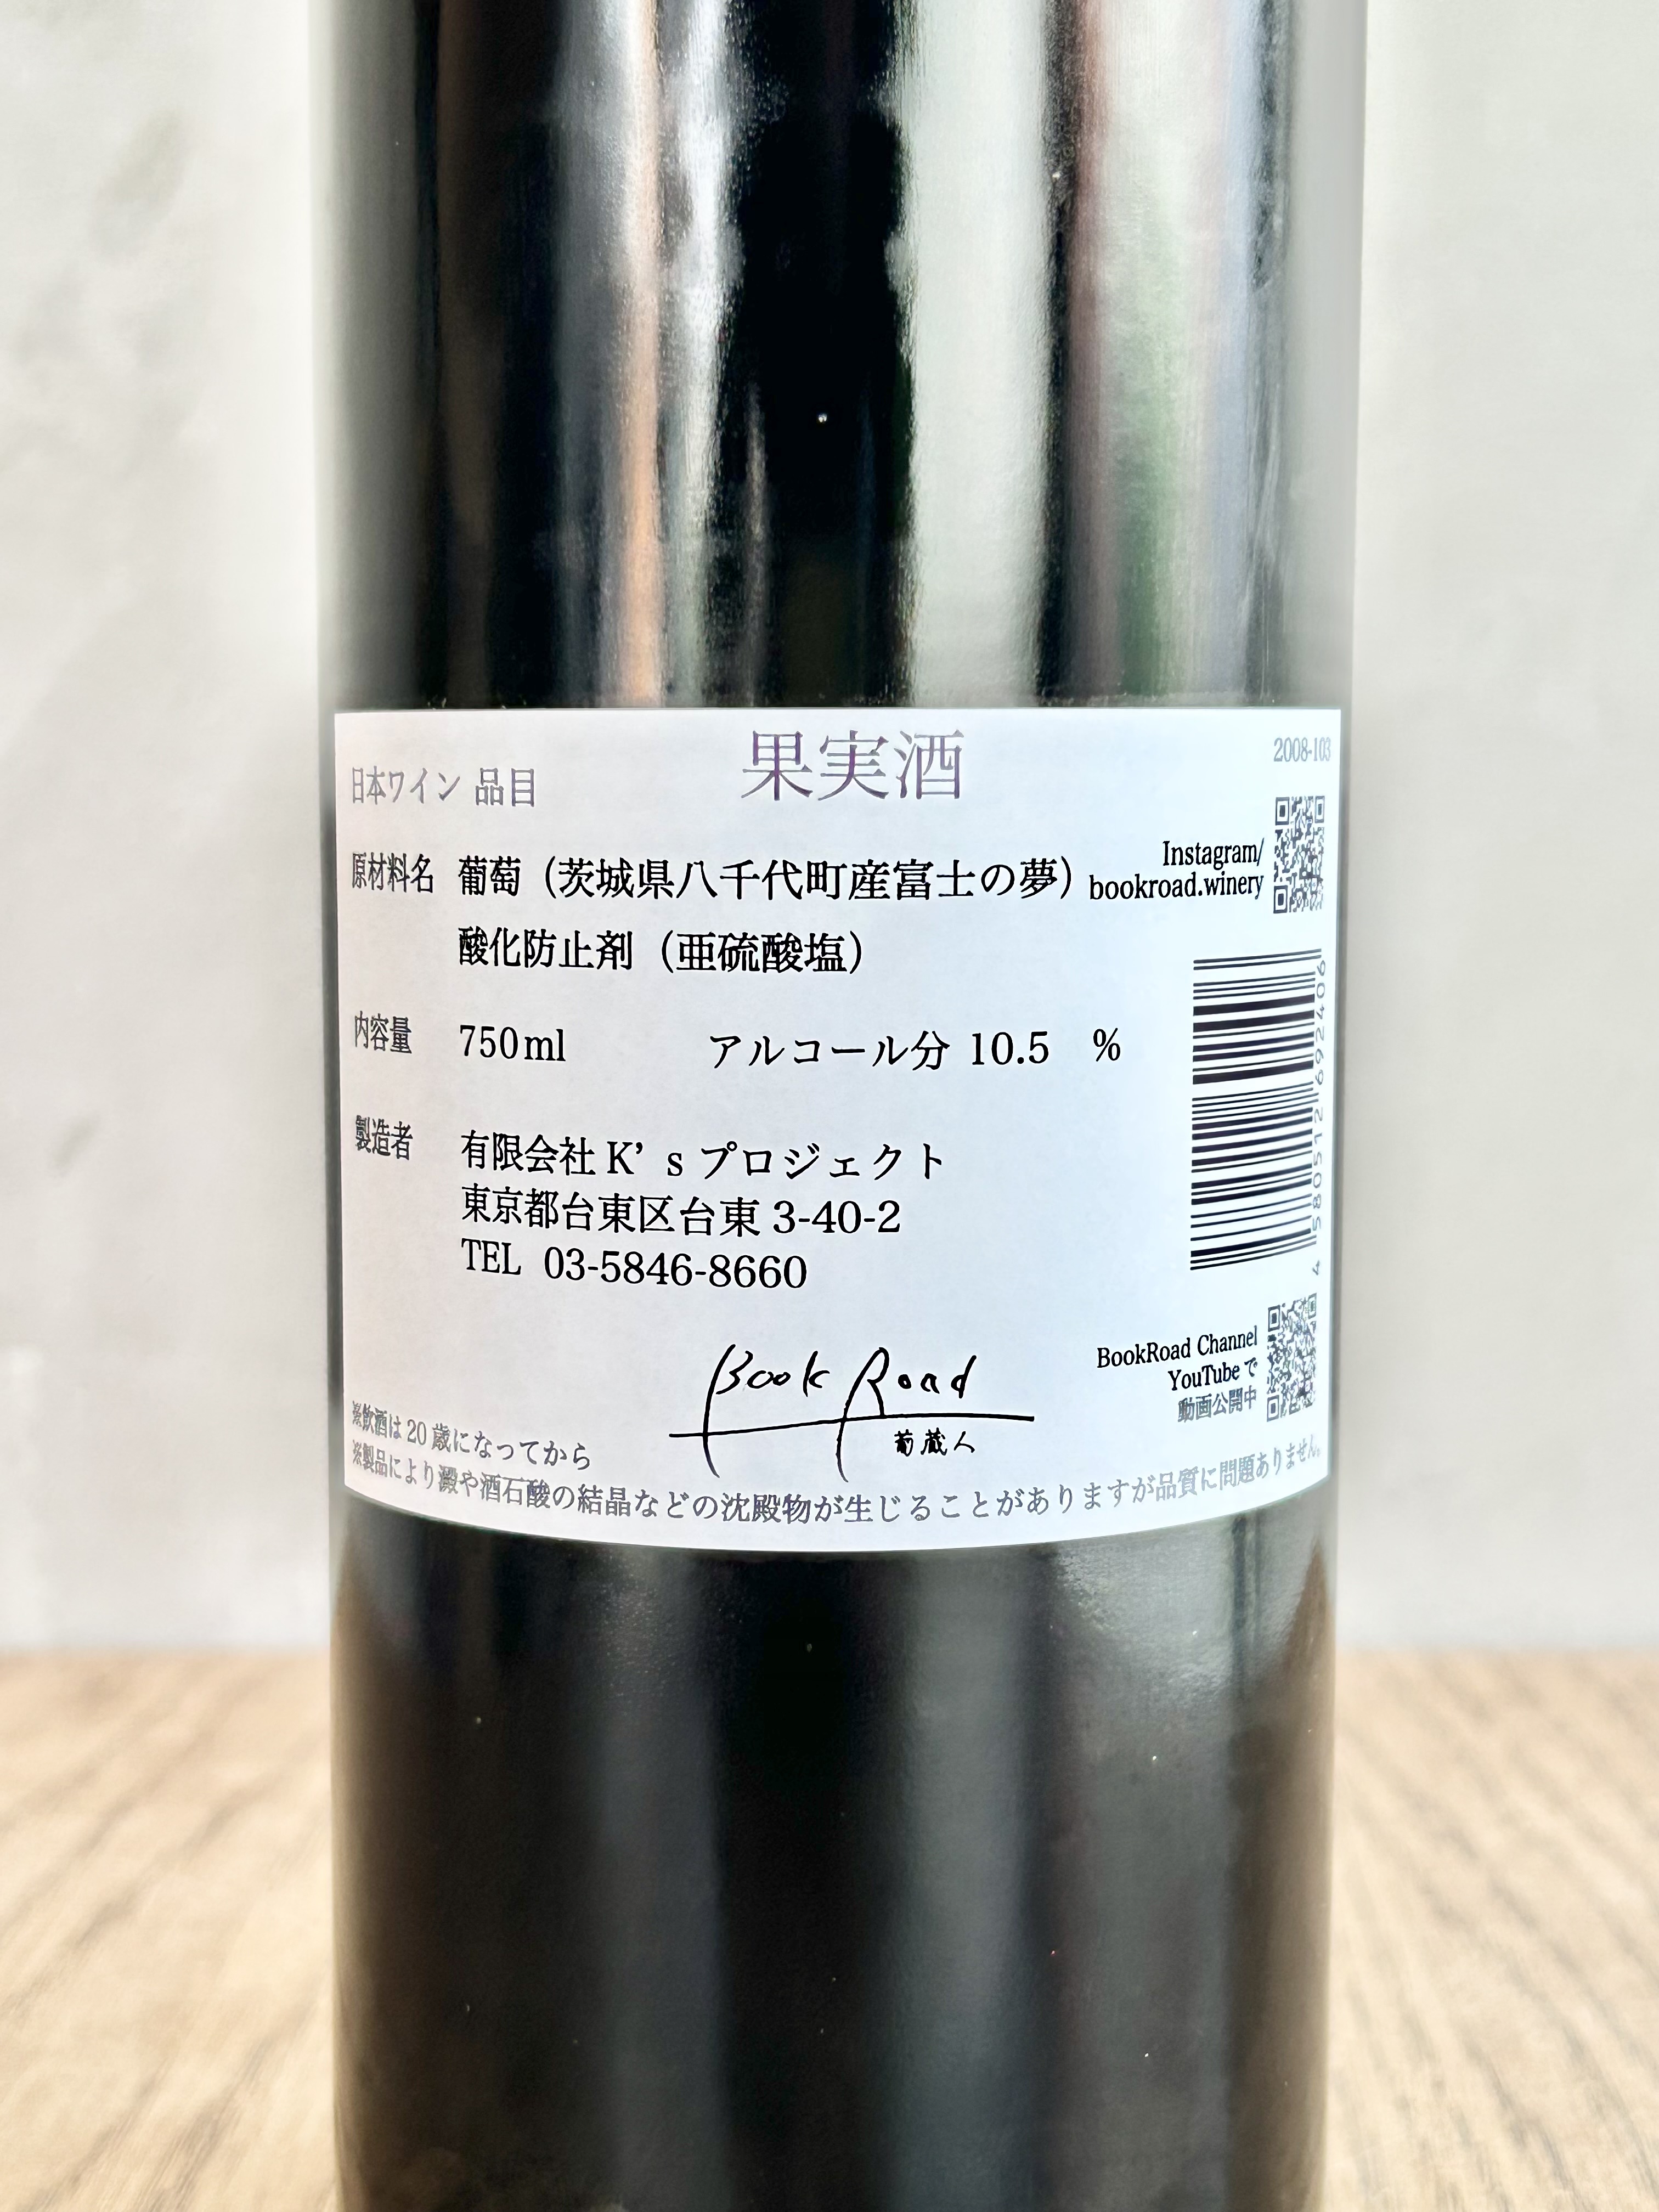 2008-103
日本ワイン 品目 果実酒
原材料名 葡萄（茨城県八千代町産富士の夢）
酸化防止剤（亜硫酸塩）
Instagram/
bookroad.winery
内容量 750ml アルコール分 10.5 %
製造者 有限会社K’sプロジェクト
東京都台東区台東3-40-2
TEL 03-5846-8660
4580512692406
Book Road
葡蔵人
BookRoad Channel
YouTubeで
動画公開中
※飲酒は20歳になってから
※製品により澱や酒石酸の結晶などの沈殿物が生じることがありますが品質に問題ありません。